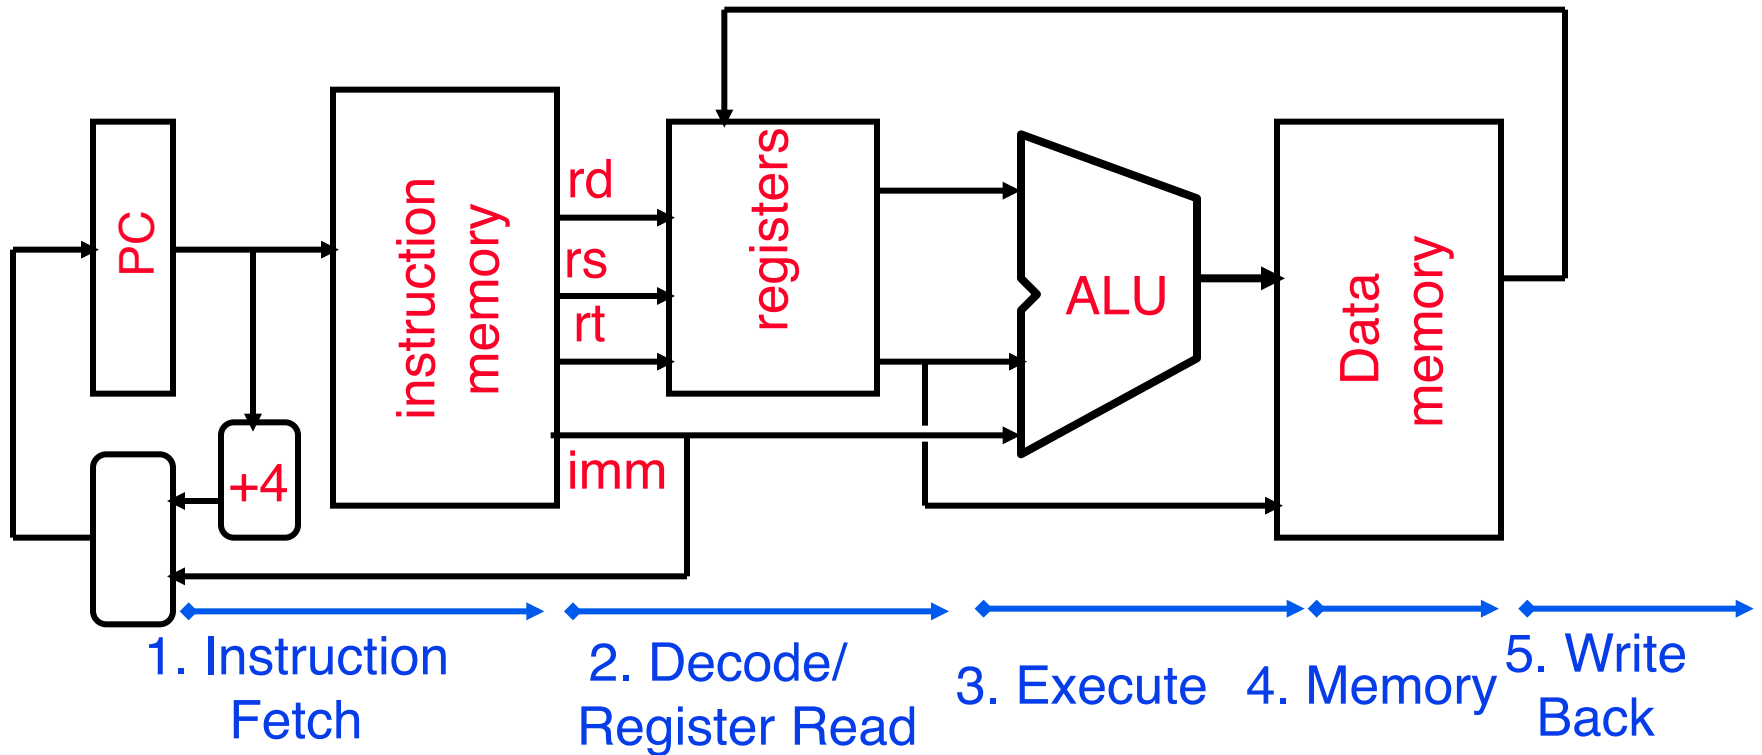 PC
+4
instruction
memory
rd
rs
rt
imm
registers
ALU
Data
memory
1. Instruction
Fetch
2. Decode/
Register Read
3. Execute
4. Memory
5. Write
Back